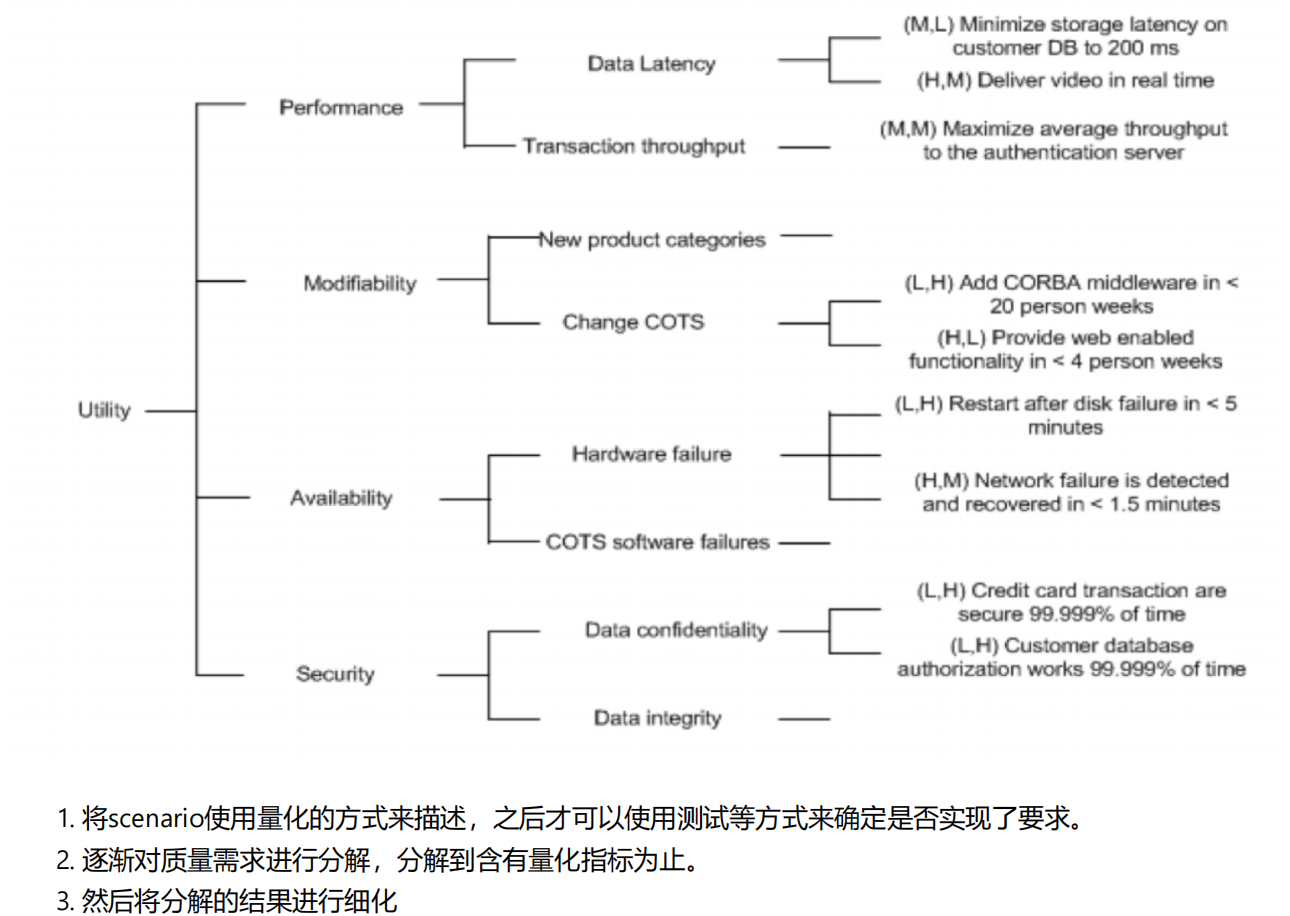 (M,L) Minimize storage latency on
customer DB to 200 ms
Data Latency
(H,M) Deliver video in real time
Performance
(M,M) Maximize average throughput
to the authentication server
Transaction throughput
New product categories
Modifiability
(L,H) Add CORBA middleware in <
20 person weeks
Change COTS
(H,L) Provide web enabled
functionality in < 4 person weeks
Utility
(L,H) Restart after disk failure in < 5
minutes
Hardware failure
(H,M) Network failure is detected
and recovered in < 1.5 minutes
Availability
COTS software failures
(L,H) Credit card transaction are
secure 99.999% of time
Data confidentiality
(L,H) Customer database
authorization works 99.999% of time
Security
Data integrity
1. 将scenario使用量化的方式来描述，之后才可以使用测试等方式来确定是否实现了要求。
2. 逐渐对质量需求进行分解，分解到含有量化指标为止。
3. 然后将分解的结果进行细化